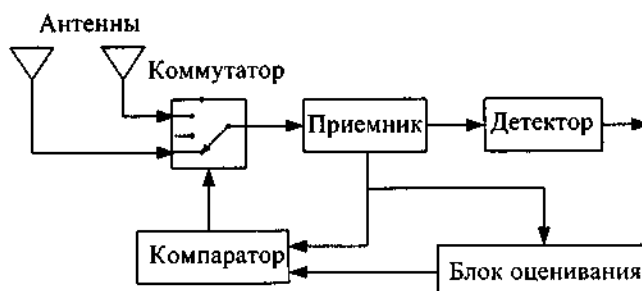 Антенны
Коммутатор
Приемник
Детектор
Компаратор
Блок оценивания